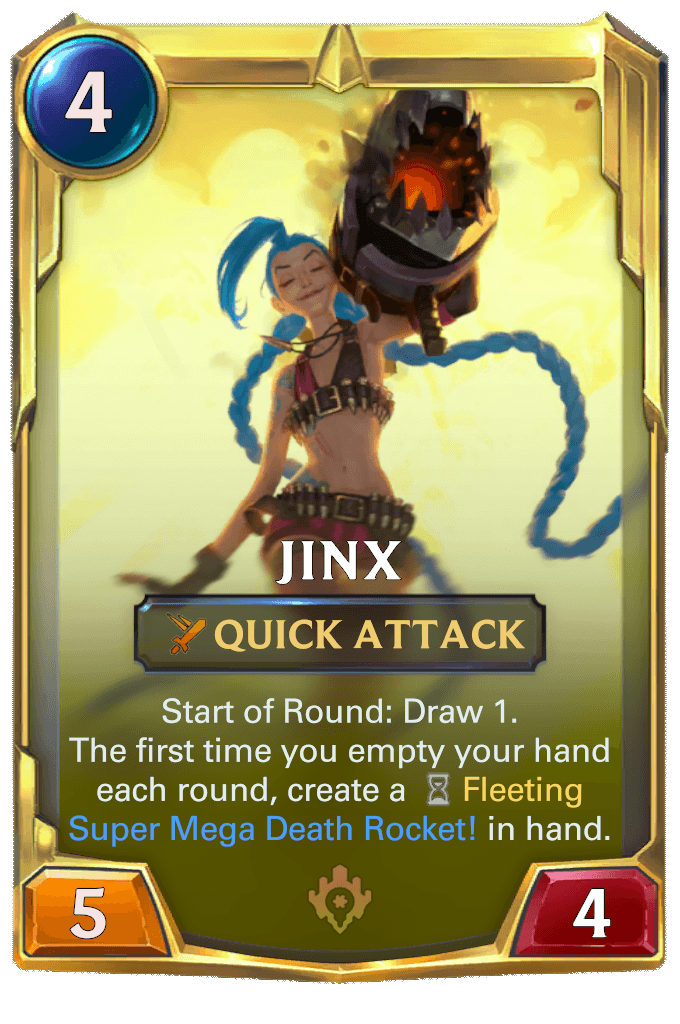 4
JINX
QUICK ATTACK
Start of Round: Draw 1.
The first time you empty your hand
each round, create a Fleeting
Super Mega Death Rocket! in hand.
5
4